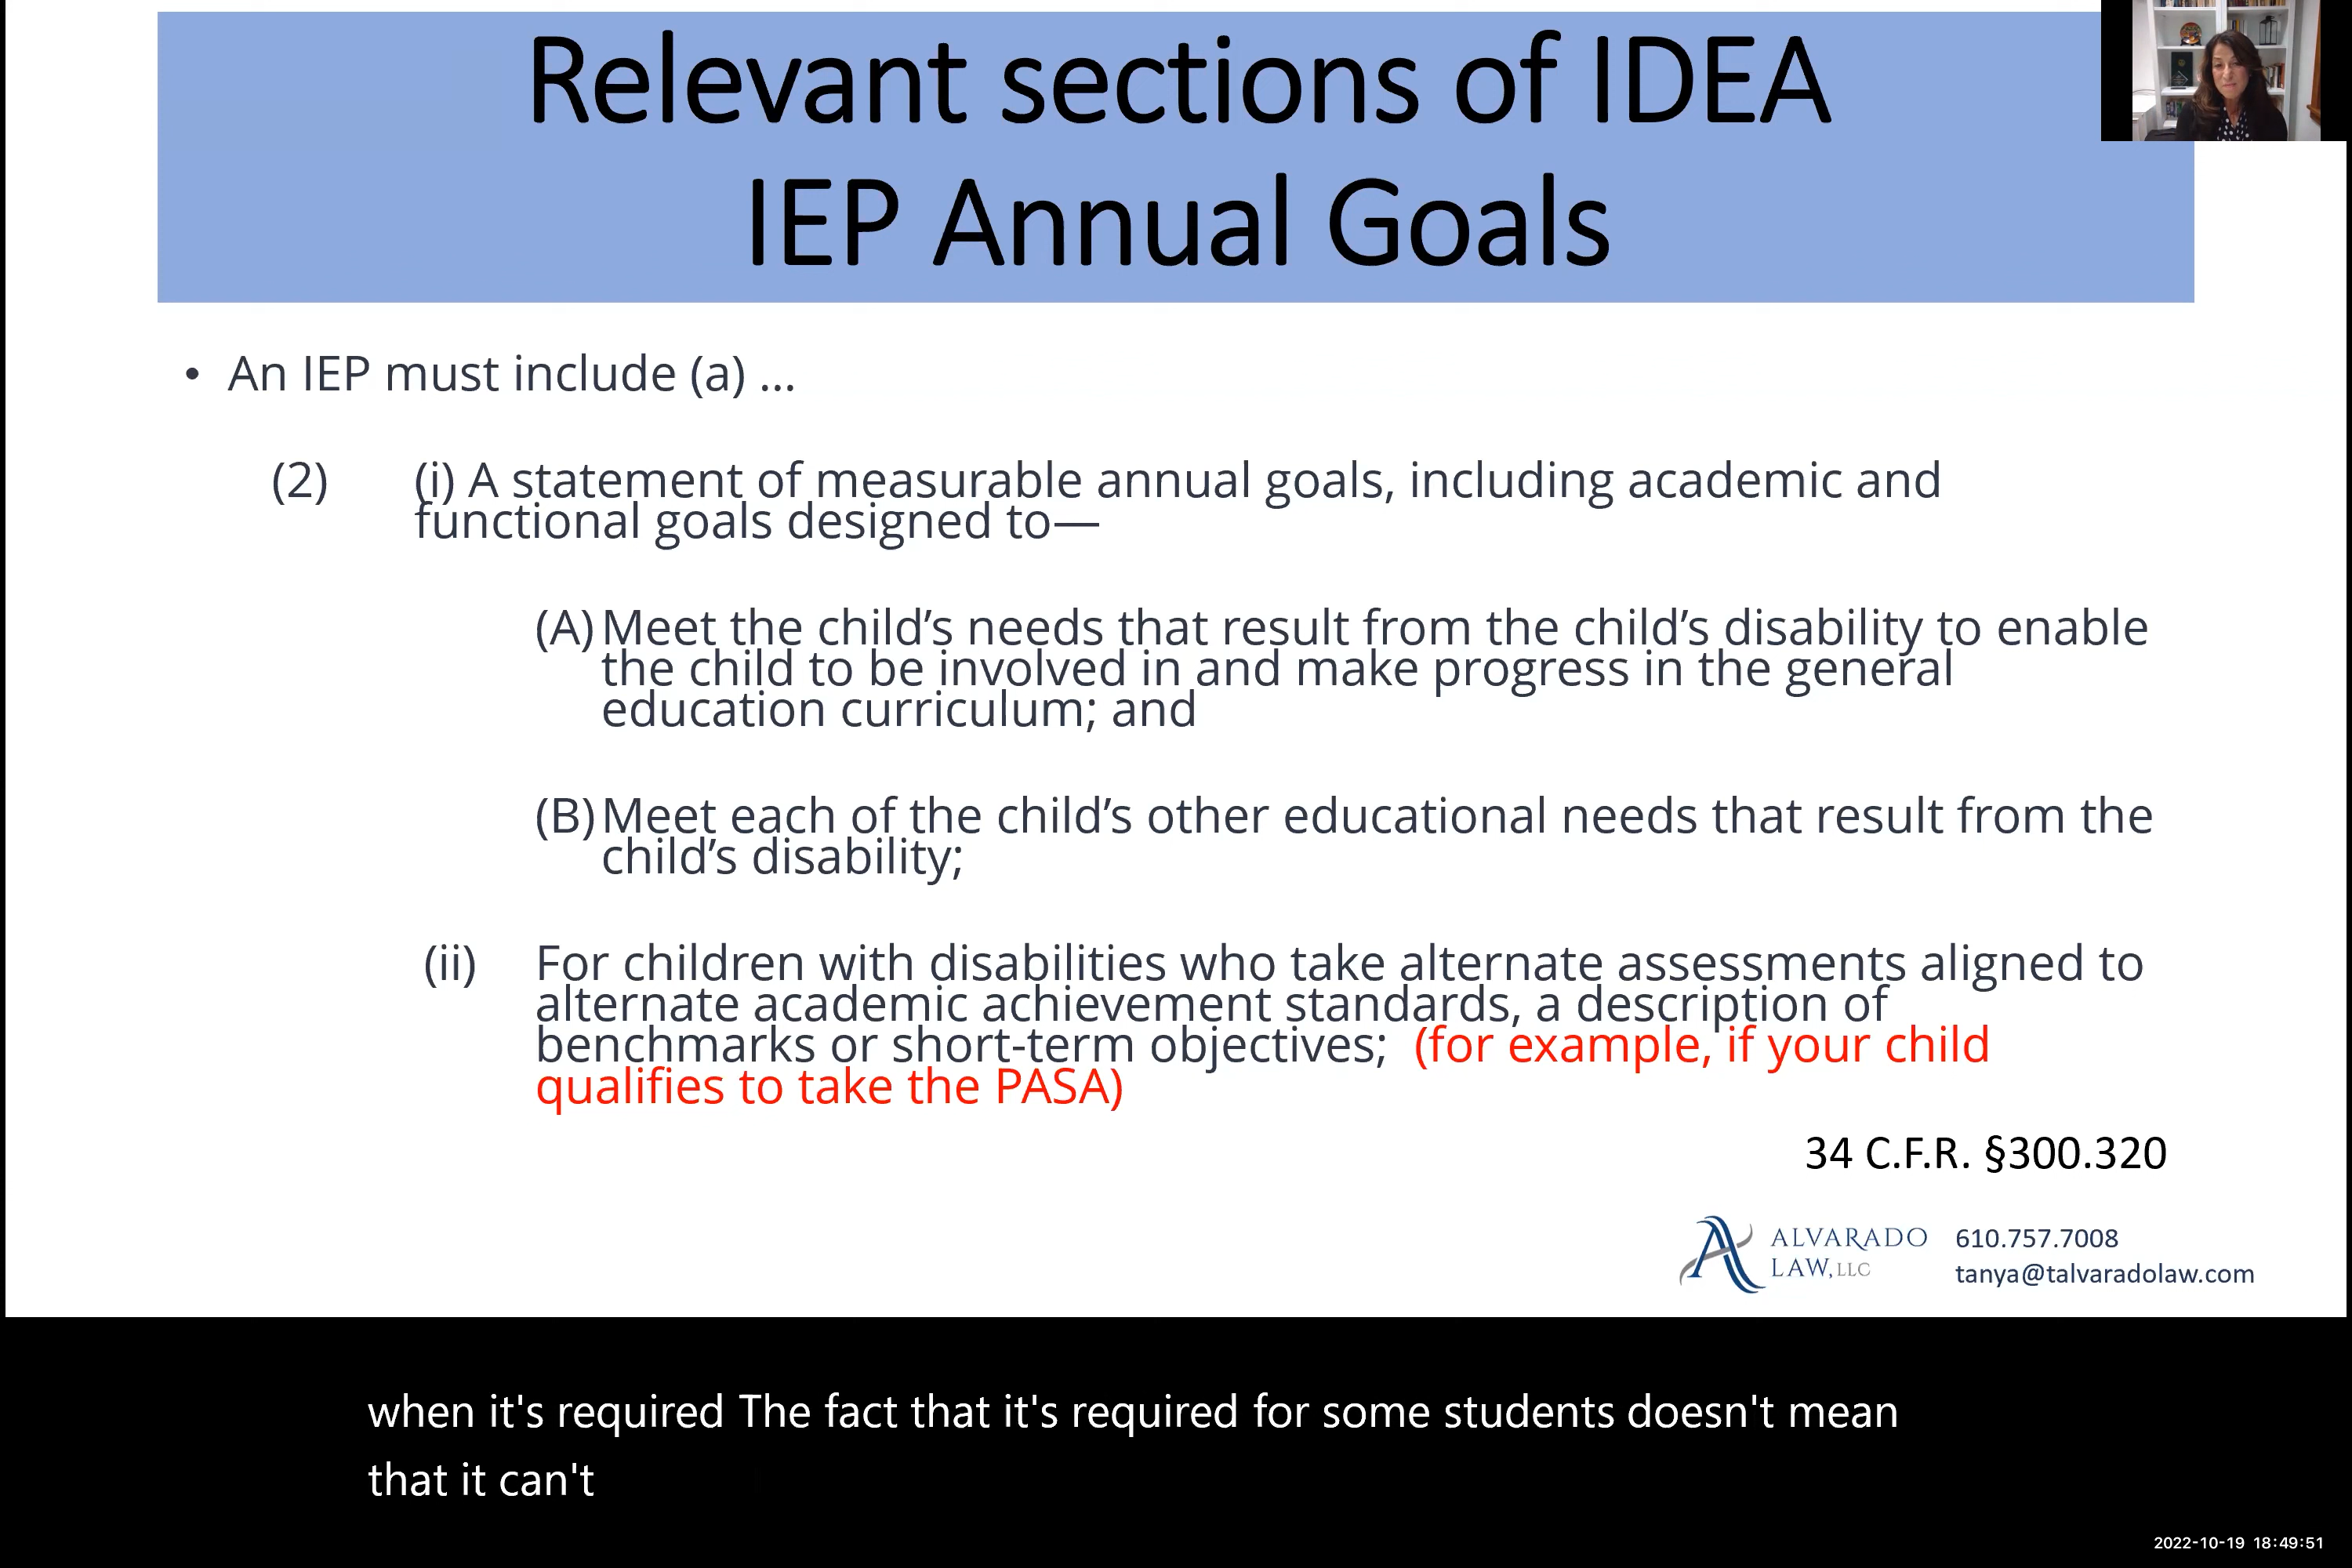 Relevant sections of IDEA
IEP Annual Goals
• An IEP must include (a) ...
(2) (i) A statement of measurable annual goals, including academic and
functional goals designed to—
(A) Meet the child’s needs that result from the child’s disability to enable
the child to be involved in and make progress in the general
education curriculum; and
(B) Meet each of the child’s other educational needs that result from the
child’s disability;
(ii) For children with disabilities who take alternate assessments aligned to
alternate academic achievement standards, a description of
benchmarks or short-term objectives; (for example, if your child
qualifies to take the PASA)
34 C.F.R. §300.320
ALVARADO
LAW, LLC
610.757.7008
tanya@talvaradolaw.com
when it's required The fact that it's required for some students doesn't mean
that it can't
2022-10-19 18:49:51